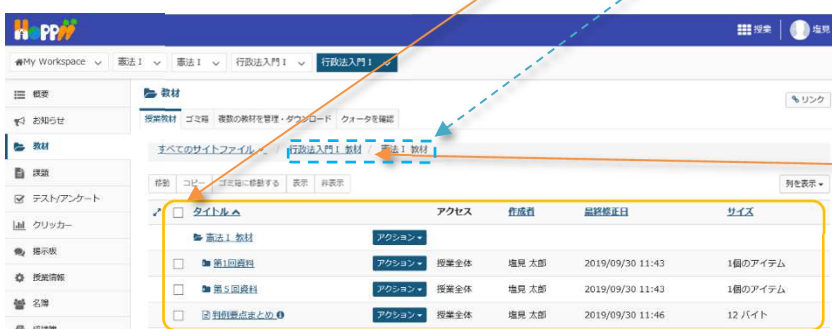 HOPPII
授業 塩見
My Workspace 憲法 I 憲法 I 行政法入門 I 行政法入門 I
概要
お知らせ
教材
課題
テスト/アンケート
クリッカー
掲示板
授業情報
名簿
教材
リンク
授業教材 ゴミ箱 複数の教材を管理・ダウンロード クォータを確認
すべてのサイトファイル / 行政法入門 I 教材 / 憲法 I 教材
移動 コピー ゴミ箱に移動する 表示 非表示 列を表示
タイトル アクセス 作成者 最終修正日 サイズ
憲法 I 教材 アクション
第1回資料 アクション 授業全体 塩見 太郎 2019/09/30 11:43 1個のアイテム
第5回資料 アクション 授業全体 塩見 太郎 2019/09/30 11:43 1個のアイテム
判例要点まとめ アクション 授業全体 塩見 太郎 2019/09/30 11:46 12 バイト